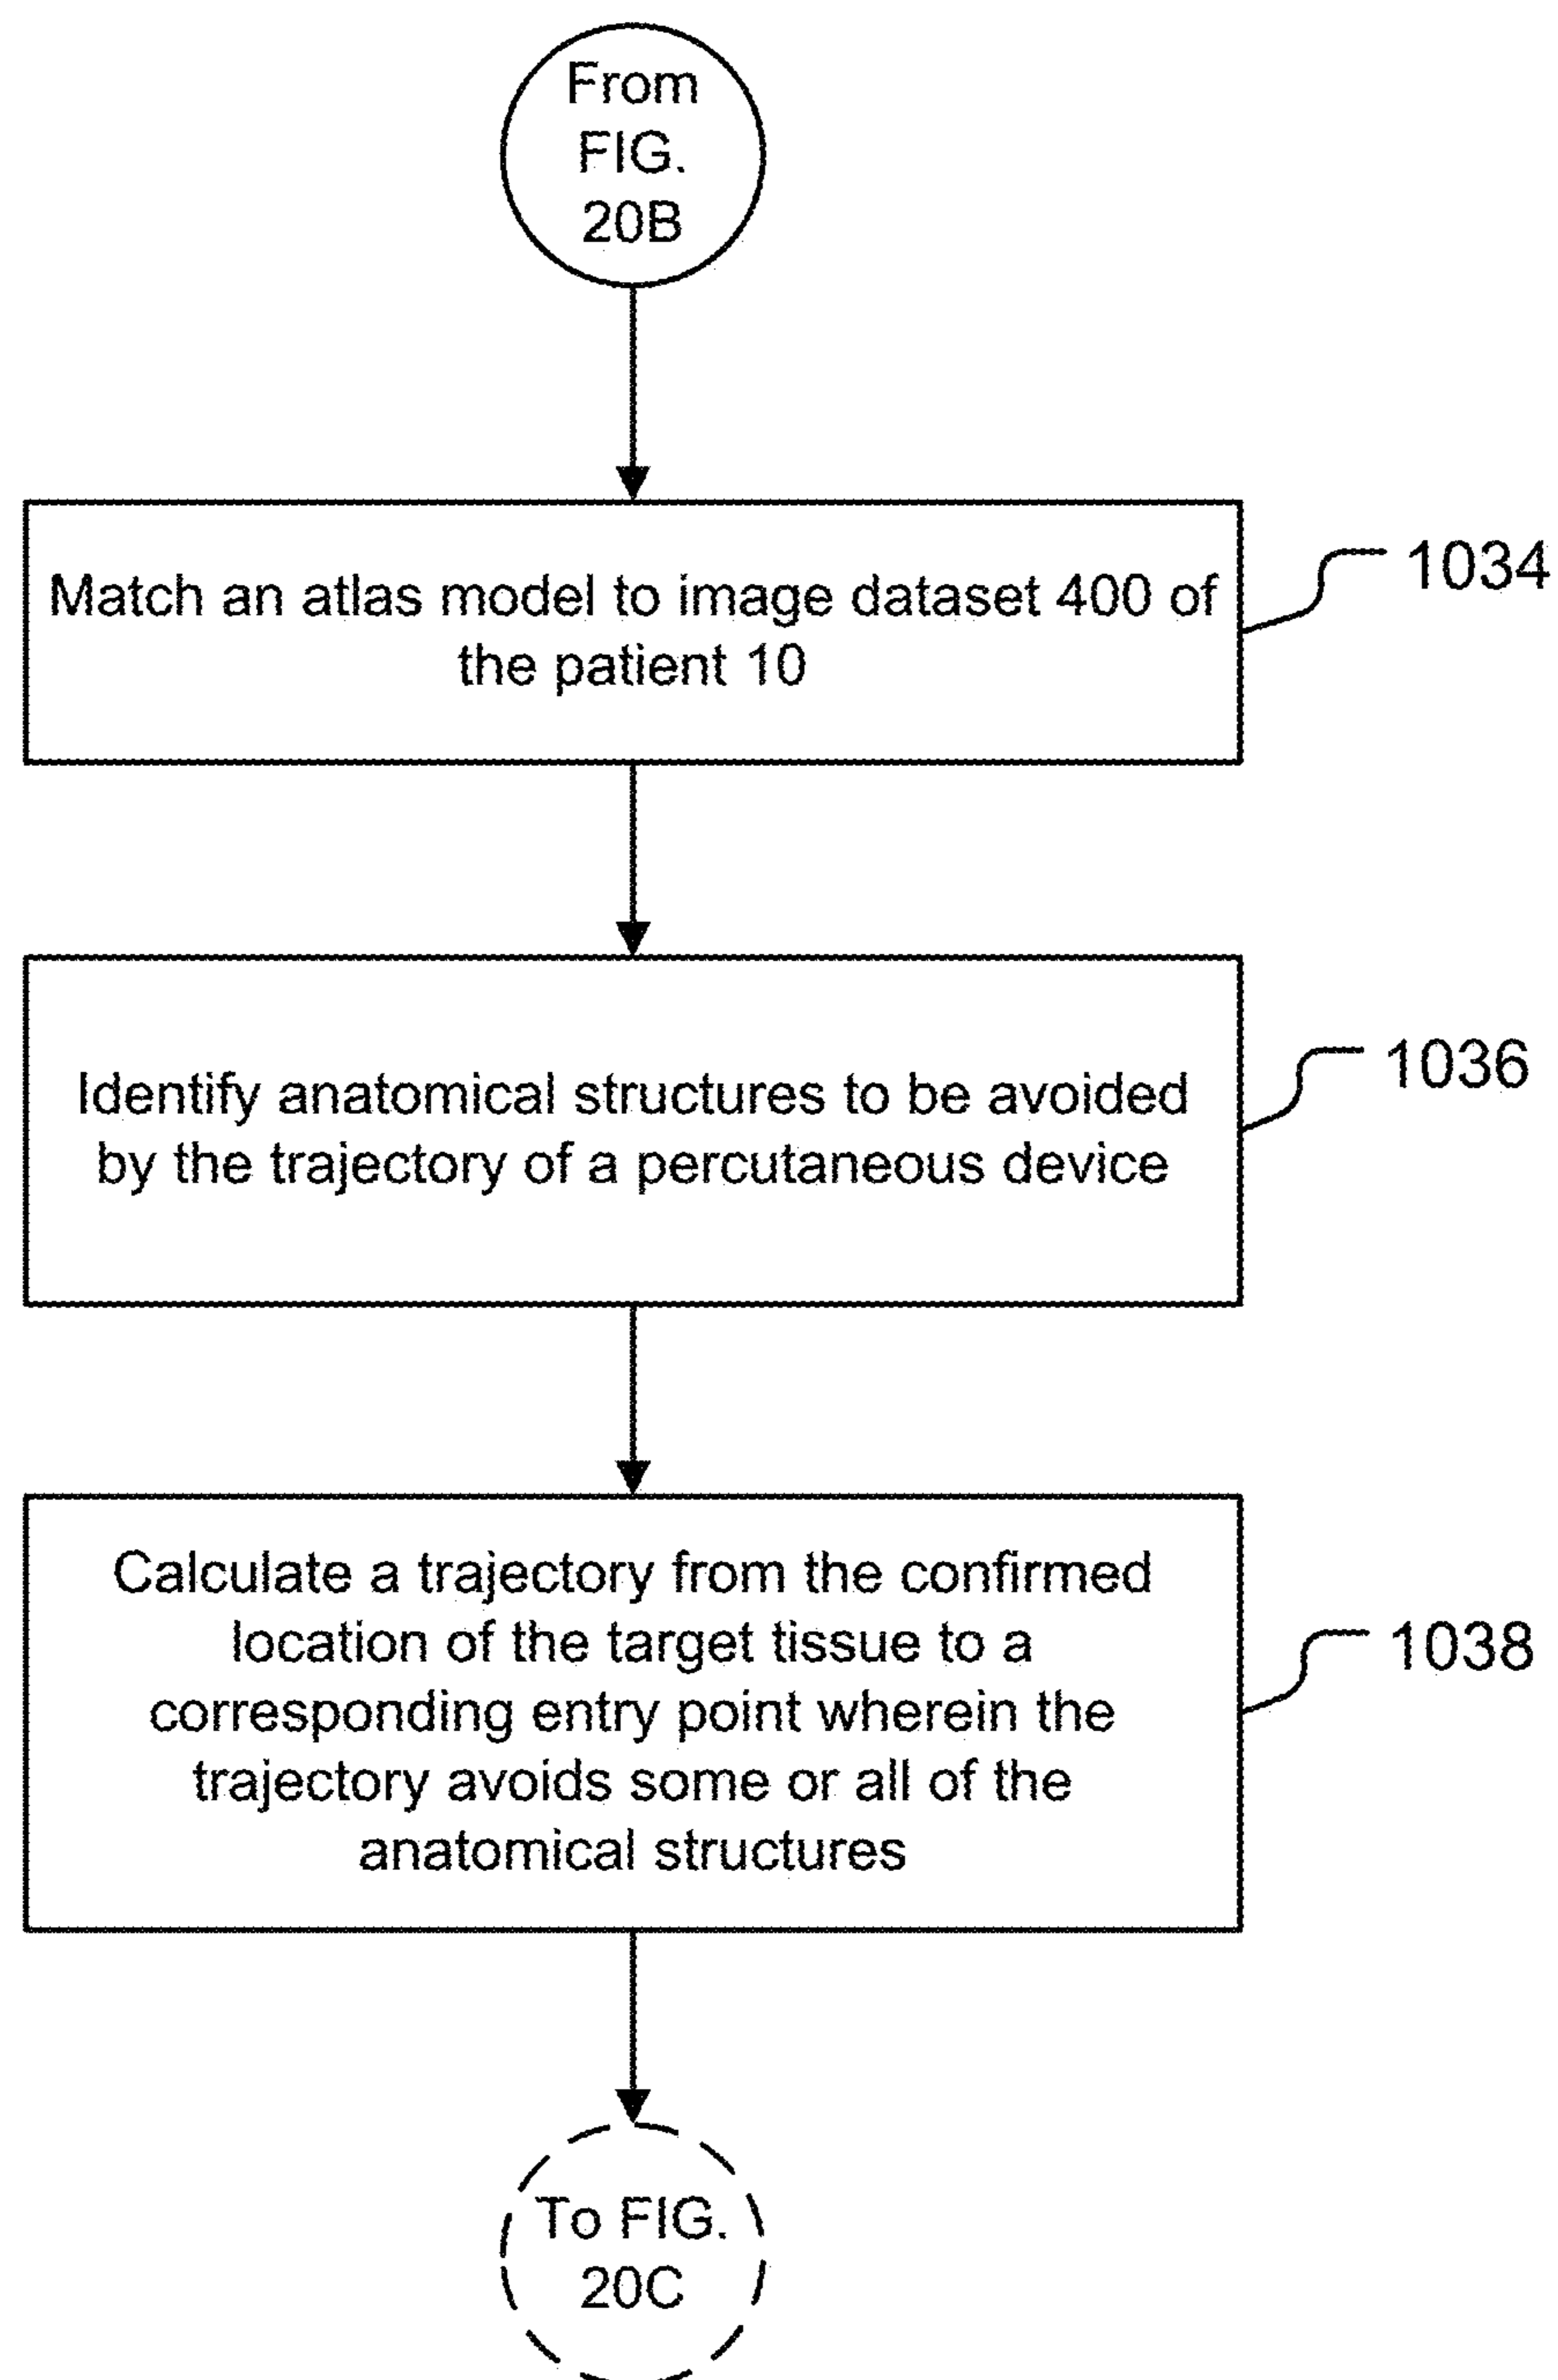 From
FIG.
20B
Match an atlas model to image dataset 400 of
the patient 10
1034
Identify anatomical structures to be avoided
by the trajectory of a percutaneous device
1036
Calculate a trajectory from the confirmed
location of the target tissue to a
corresponding entry point wherein the
trajectory avoids some or all of the
anatomical structures
1038
To FIG.
20C